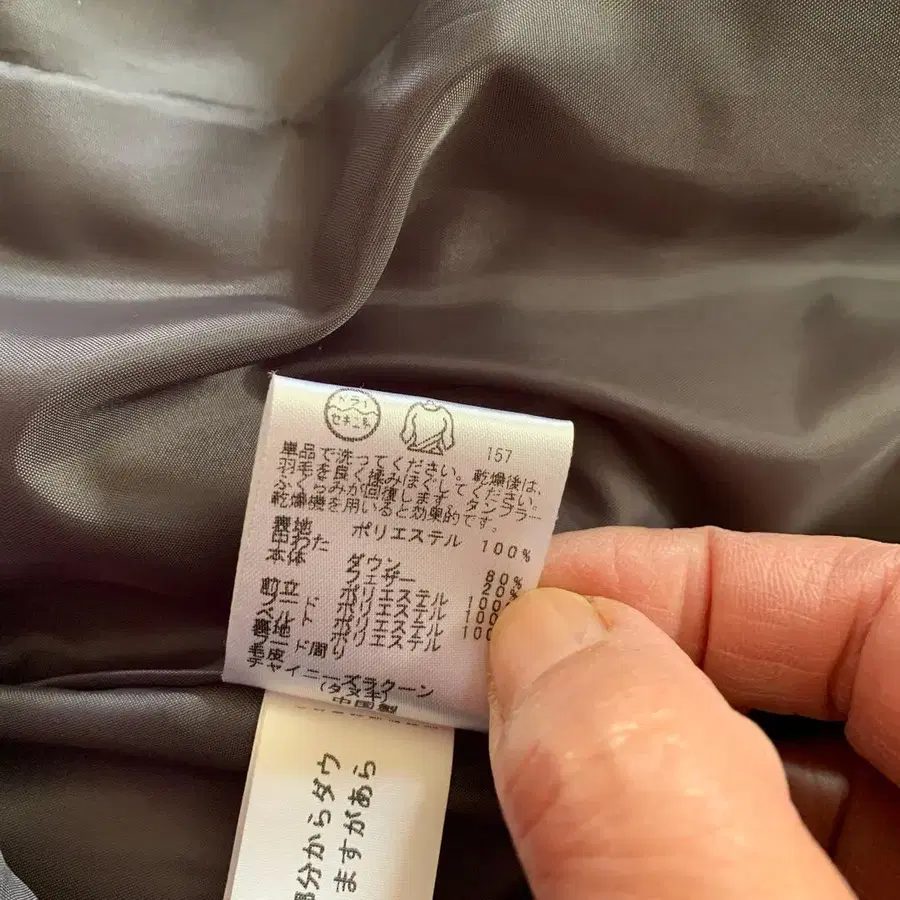 ドライ
セキユ系
157
単品で洗ってください。乾燥後は、
羽毛を良く揉みほぐしてください。
ふくらみが回復します。タンブラー
乾燥機を用いると効果的です。
表地 ポリエステル 100%
中わた
本体 ダウン 80%
フェザー 20%
前立 ポリエステル 100
フード ポリエステル 100
ベルト ポリエステル 100
裏地 ポリエステル
フード周り
毛皮
チャイニーズラクーン
(タヌキ)
中国製
部分からダウ
ますがあら